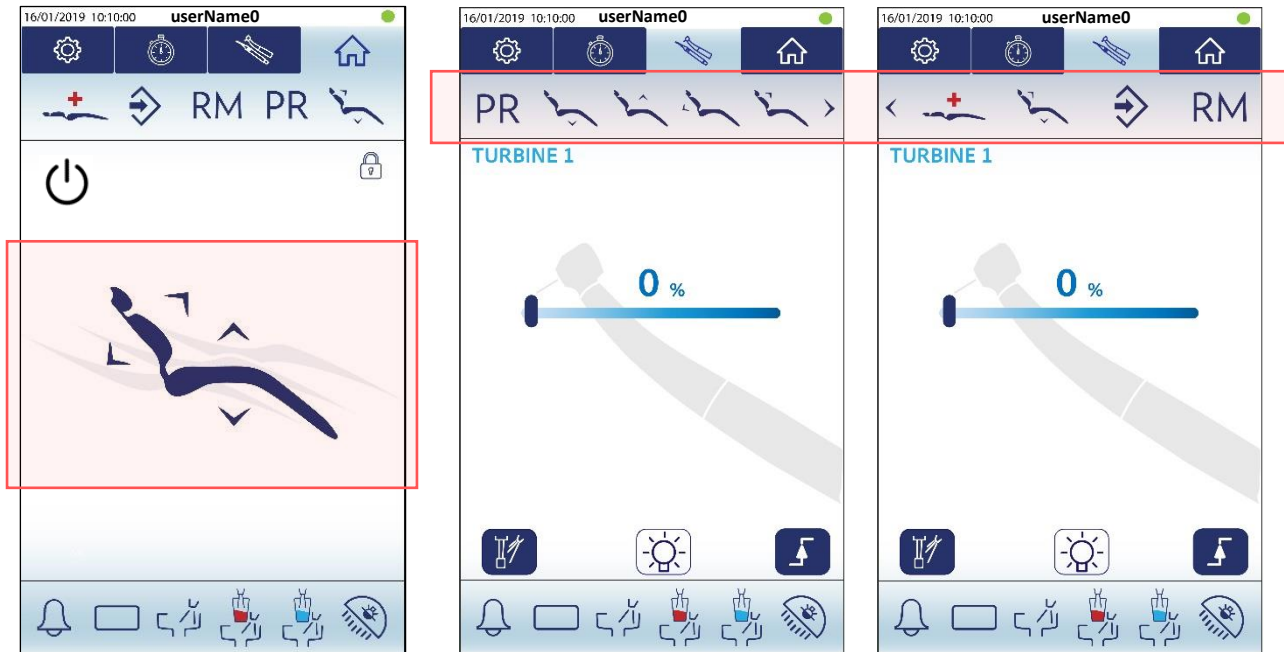 16/01/2019 10:10:00 userName0
RM PR
16/01/2019 10:10:00 userName0
PR
TURBINE 1
0 %
16/01/2019 10:10:00 userName0
RM
TURBINE 1
0 %